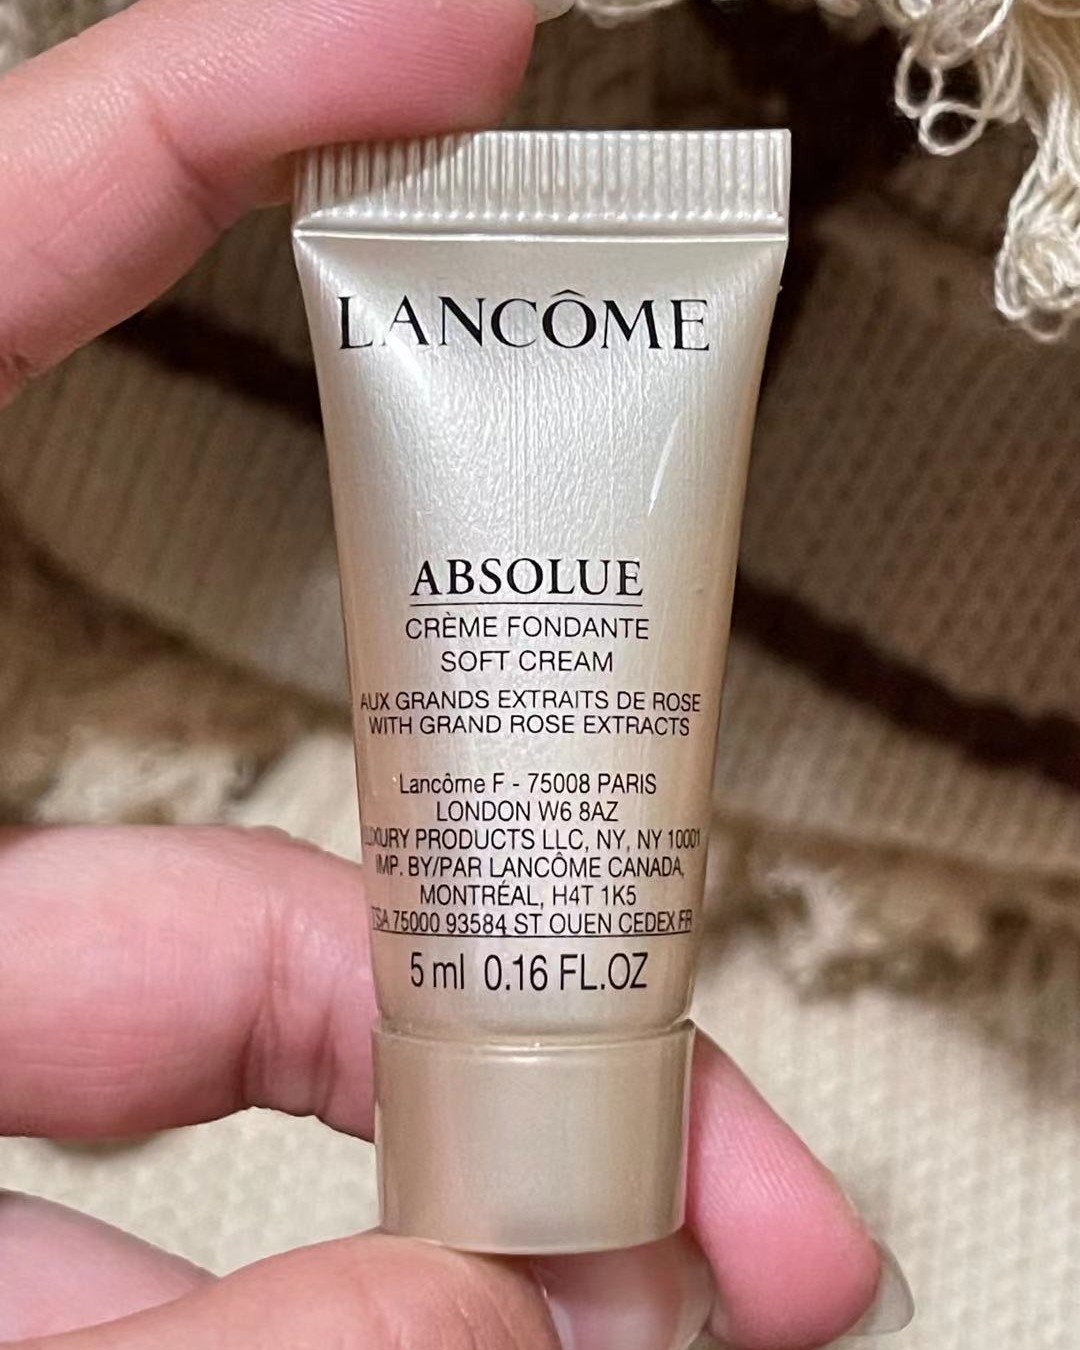 LANCÔME
ABSOLUE
CRÈME FONDANTE
SOFT CREAM
AUX GRANDS EXTRAITS DE ROSE
WITH GRAND ROSE EXTRACTS
Lancôme F - 75008 PARIS
LONDON W6 8AZ
LUXURY PRODUCTS LLC, NY, NY 10001
IMP. BY/PAR LANCÔME CANADA,
MONTRÉAL, H4T 1K5
TSA 75000 93584 ST OUEN CEDEX FR
5 ml 0.16 FL.OZ